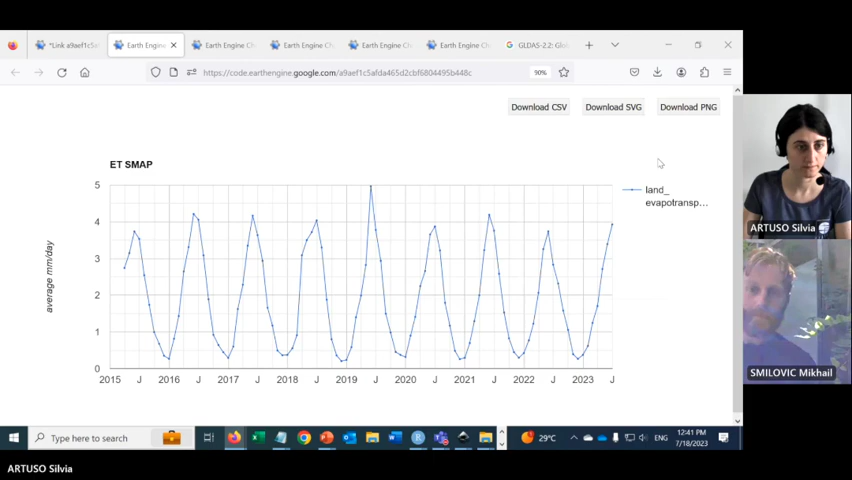 *Link a9aef1c5a
Earth Engine
Earth Engine Ch
Earth Engine Ch
Earth Engine Ch
Earth Engine Ch
GLDAS-2.2: Glo
https://code.earthengine.google.com/a9aef1c5afda465d2cbf6804495b448c
90%
Download CSV
Download SVG
Download PNG
ET SMAP
average mm/day
5
4
3
2
1
0
2015 J 2016 J 2017 J 2018 J 2019 J 2020 J 2021 J 2022 J 2023 J
land_
evapotransp...
ARTUSO Silvia
SMILOVIC Mikhail
Type here to search
29°C
ENG
12:41 PM
7/18/2023
ARTUSO Silvia